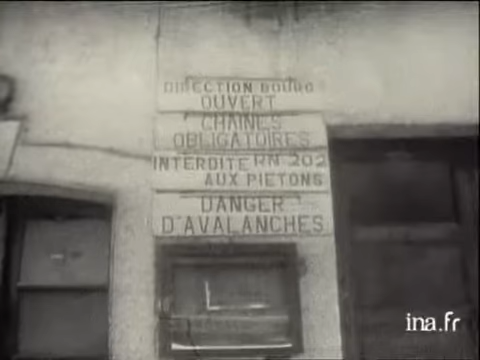 DIRECTION BOURG
OUVERT
CHAINES
OBLIGATOIRES
INTERDITE RN 202
AUX PIETONS
DANGER
D'AVALANCHES
ina.fr